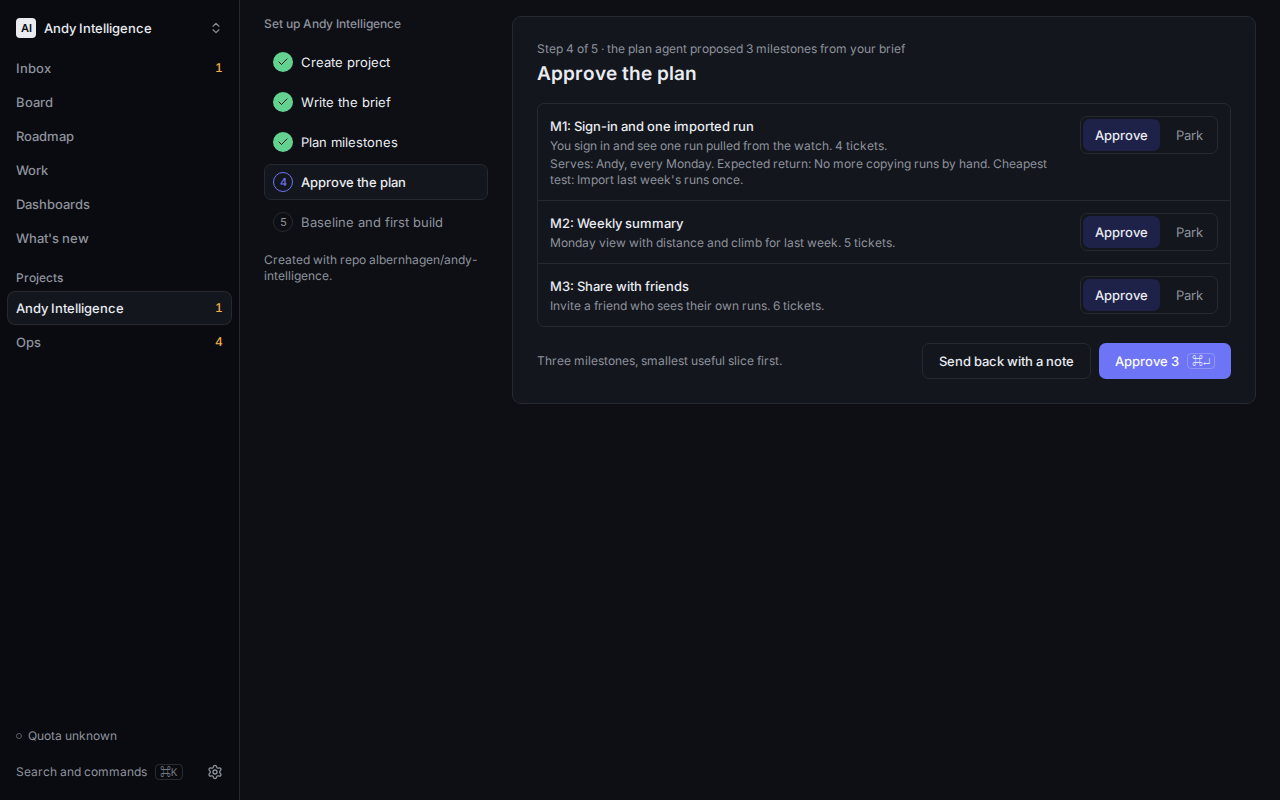 AI Andy Intelligence
Inbox 1
Board
Roadmap
Work
Dashboards
What's new
Projects
Andy Intelligence 1
Ops 4
Quota unknown
Search and commands ⌘K
Set up Andy Intelligence
Create project
Write the brief
Plan milestones
4 Approve the plan
5 Baseline and first build
Created with repo albernhagen/andy-
intelligence.
Step 4 of 5 · the plan agent proposed 3 milestones from your brief
Approve the plan
M1: Sign-in and one imported run
You sign in and see one run pulled from the watch. 4 tickets.
Serves: Andy, every Monday. Expected return: No more copying runs by hand. Cheapest
test: Import last week's runs once.
Approve Park
M2: Weekly summary
Monday view with distance and climb for last week. 5 tickets.
Approve Park
M3: Share with friends
Invite a friend who sees their own runs. 6 tickets.
Approve Park
Three milestones, smallest useful slice first.
Send back with a note
Approve 3 ⌘↵